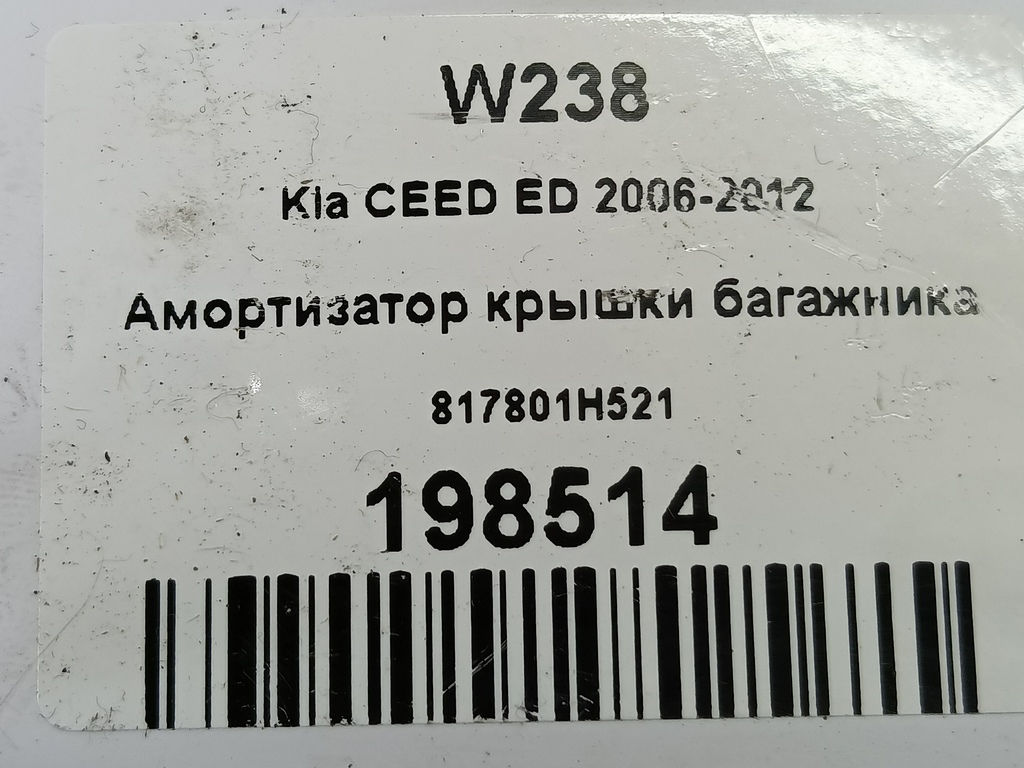 W238
Kia CEED ED 2006-2012
Амортизатор крышки багажника
817801H521
198514